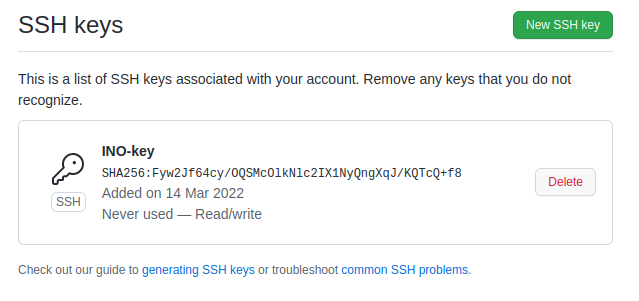 SSH keys
New SSH key
This is a list of SSH keys associated with your account. Remove any keys that you do not
recognize.
INO-key
SHA256:Fyw2Jf64cy/OQSMcOlkNlc2IX1NyQngXqJ/KQTcQ+f8
Added on 14 Mar 2022
Never used — Read/write
SSH
Delete
Check out our guide to generating SSH keys or troubleshoot common SSH problems.